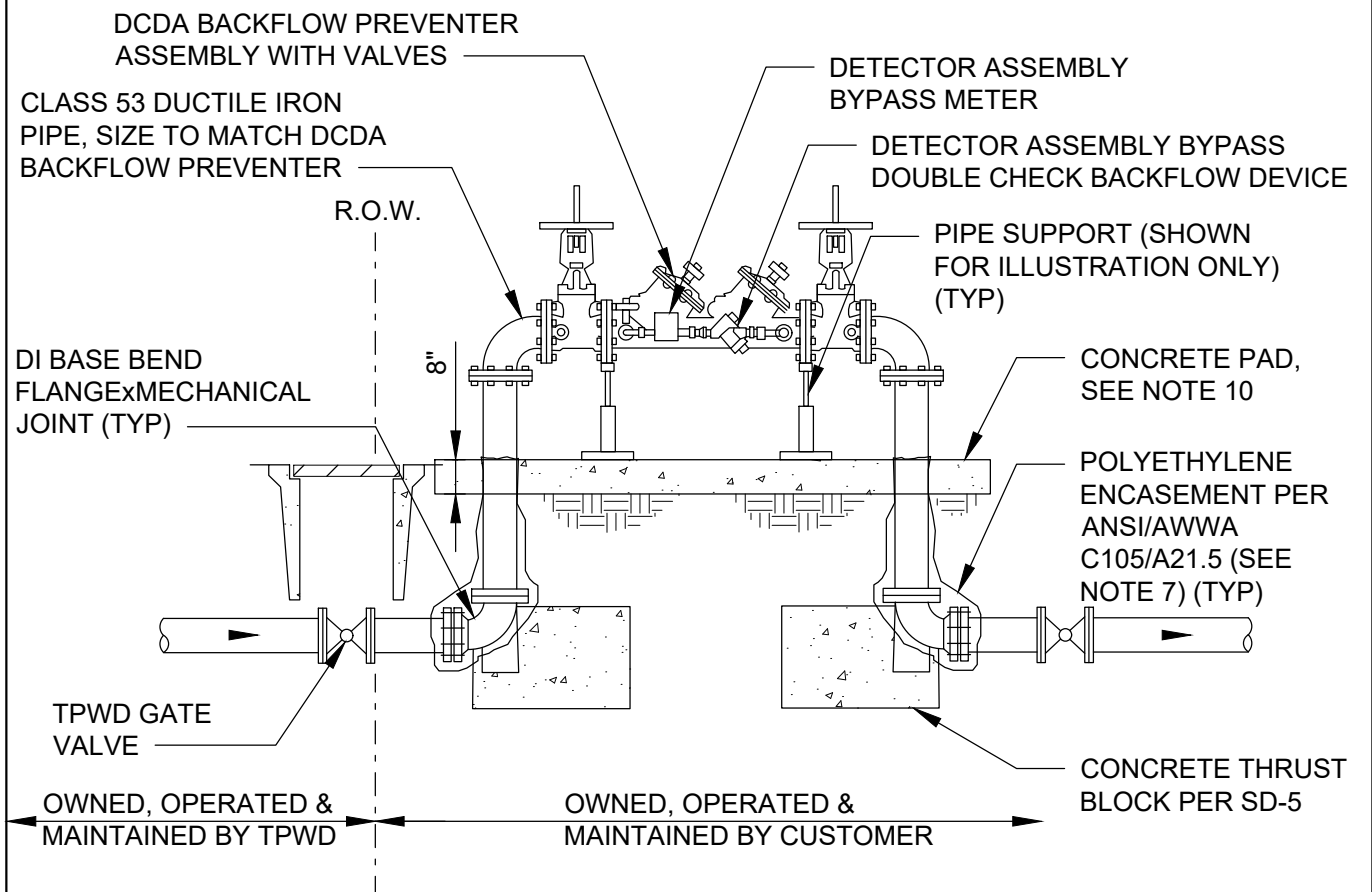 DCDA BACKFLOW PREVENTER
ASSEMBLY WITH VALVES
DETECTOR ASSEMBLY
BYPASS METER
CLASS 53 DUCTILE IRON
PIPE, SIZE TO MATCH DCDA
BACKFLOW PREVENTER
DETECTOR ASSEMBLY BYPASS
DOUBLE CHECK BACKFLOW DEVICE
R.O.W.
PIPE SUPPORT (SHOWN
FOR ILLUSTRATION ONLY)
(TYP)
DI BASE BEND
FLANGExMECHANICAL
JOINT (TYP)
8"
CONCRETE PAD,
SEE NOTE 10
POLYETHYLENE
ENCASEMENT PER
ANSI/AWWA
C105/A21.5 (SEE
NOTE 7) (TYP)
TPWD GATE
VALVE
CONCRETE THRUST
BLOCK PER SD-5
OWNED, OPERATED &
MAINTAINED BY TPWD
OWNED, OPERATED &
MAINTAINED BY CUSTOMER